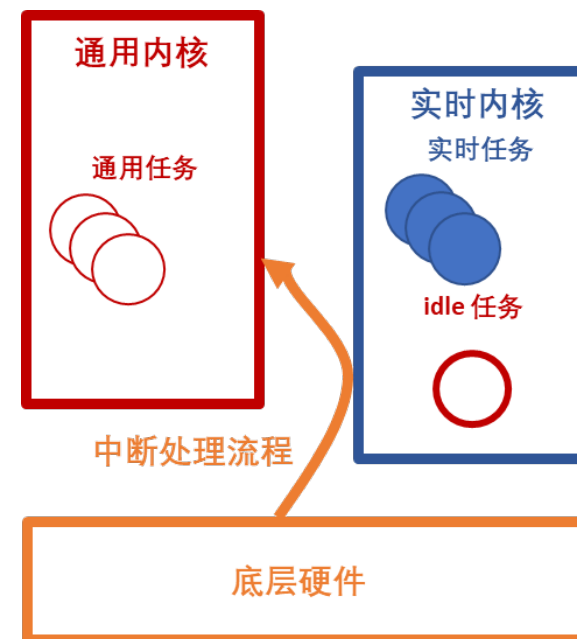 通用内核
通用任务
实时内核
实时任务
idle 任务
中断处理流程
底层硬件